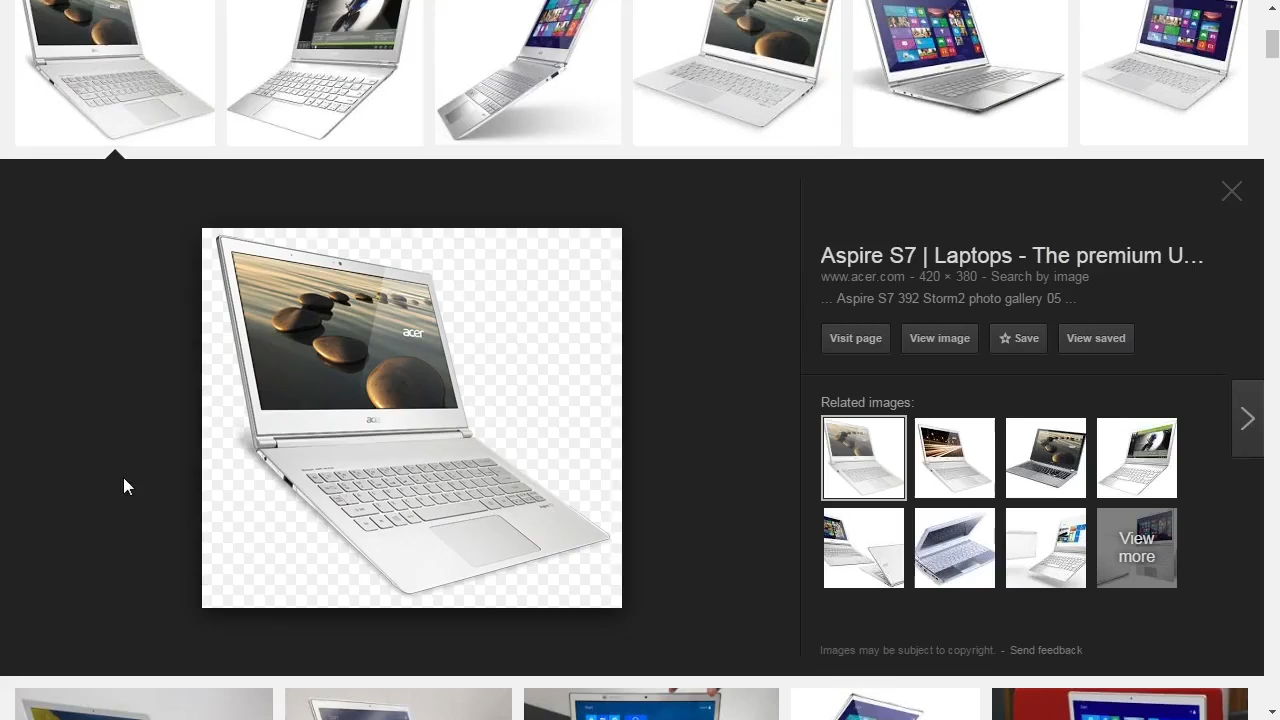 acer
acer
acer
Aspire S7 | Laptops - The premium U...
www.acer.com - 420 × 380 - Search by image
... Aspire S7 392 Storm2 photo gallery 05 ...
Visit page
View image
Save
View saved
Related images:
View
more
Images may be subject to copyright. - Send feedback